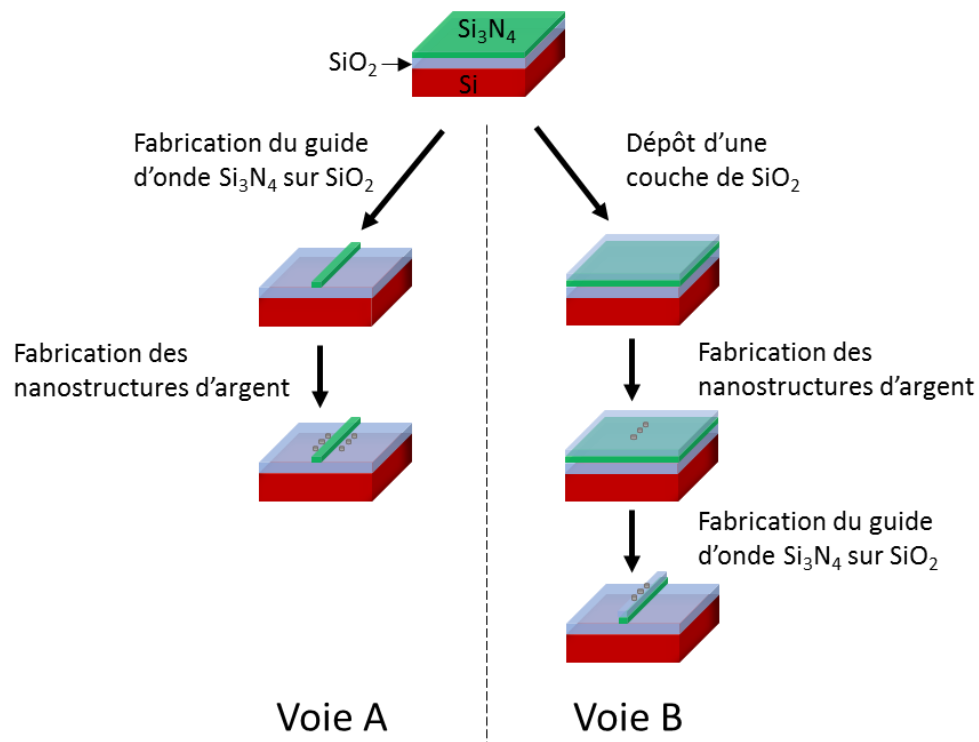 Si₃N₄
SiO₂
Si
Fabrication du guide
d'onde Si₃N₄ sur SiO₂
Fabrication des
nanostructures d'argent
Voie A
Dépôt d'une
couche de SiO₂
Fabrication des
nanostructures d'argent
Fabrication du guide
d'onde Si₃N₄ sur SiO₂
Voie B